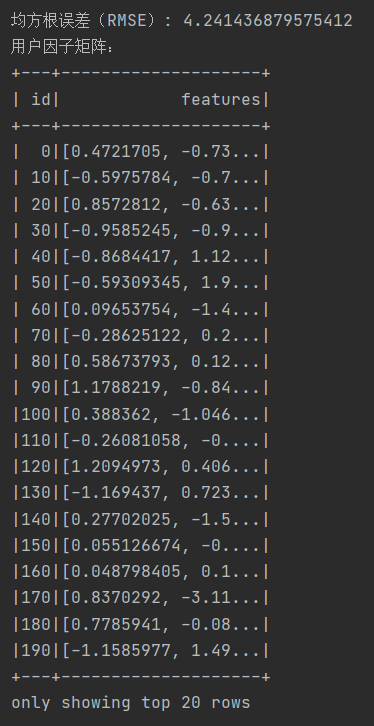 均方根误差（RMSE）: 4.241436879575412
用户因子矩阵：
+---+--------------------+
| id|            features|
+---+--------------------+
|  0|[0.4721705, -0.73...|
| 10|[-0.5975784, -0.7...|
| 20|[0.8572812, -0.63...|
| 30|[-0.9585245, -0.9...|
| 40|[-0.8684417, 1.12...|
| 50|[-0.59309345, 1.9...|
| 60|[0.09653754, -1.4...|
| 70|[-0.28625122, 0.2...|
| 80|[0.58673793, 0.12...|
| 90|[1.1788219, -0.84...|
|100|[0.388362, -1.046...|
|110|[-0.26081058, -0....|
|120|[1.2094973, 0.406...|
|130|[-1.169437, 0.723...|
|140|[0.27702025, -1.5...|
|150|[0.055126674, -0....|
|160|[0.048798405, 0.1...|
|170|[0.8370292, -3.11...|
|180|[0.7785941, -0.08...|
|190|[-1.1585977, 1.49...|
+---+--------------------+
only showing top 20 rows